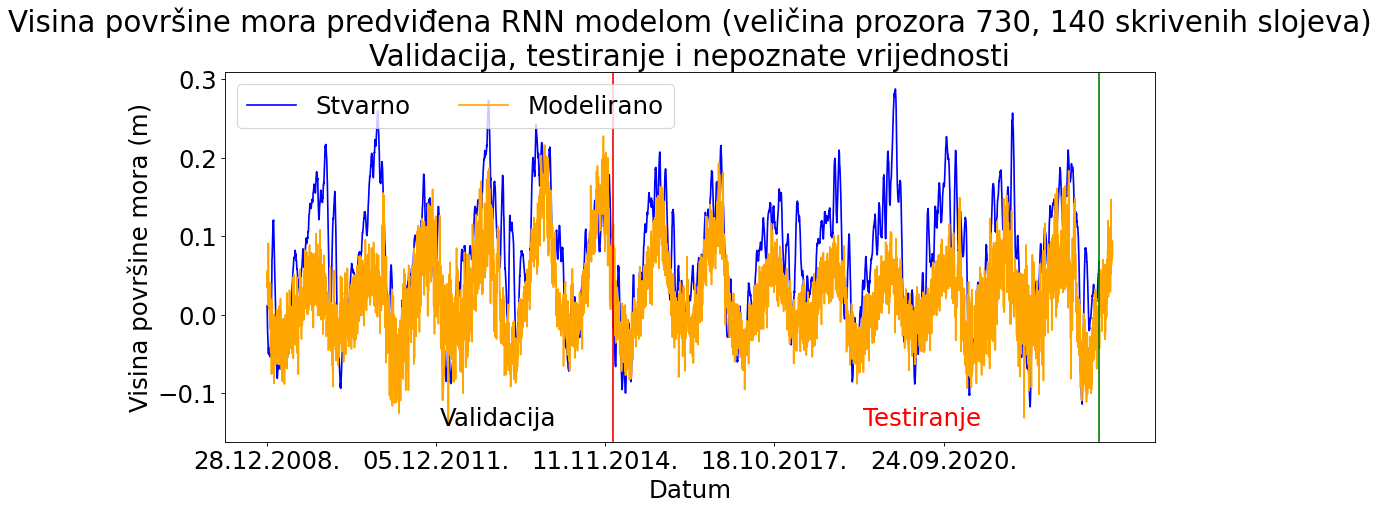 Visina površine mora predviđena RNN modelom (veličina prozora 730, 140 skrivenih slojeva)
Validacija, testiranje i nepoznate vrijednosti
Stvarno
Modelirano
Visina površine mora (m)
0.3
0.2
0.1
0.0
−0.1
Validacija
Testiranje
28.12.2008.
05.12.2011.
11.11.2014.
18.10.2017.
24.09.2020.
Datum